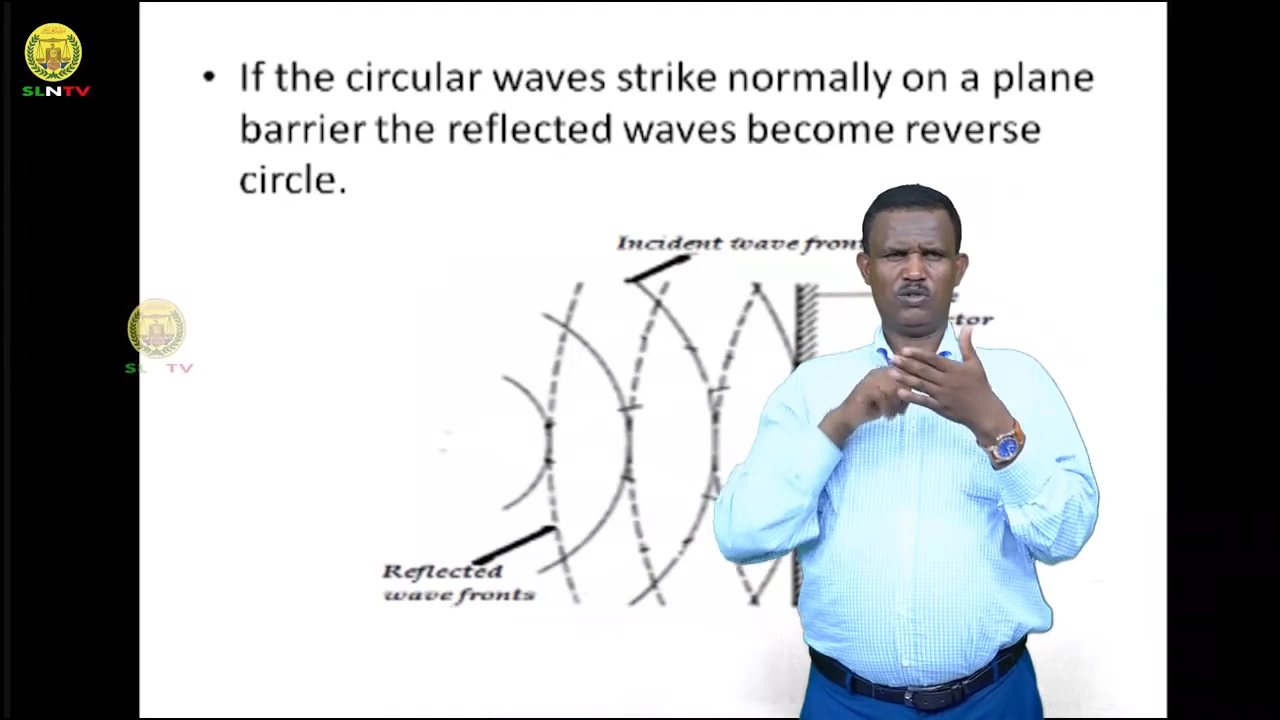 SLNTV
• If the circular waves strike normally on a plane
barrier the reflected waves become reverse
circle.
Incident wave
Reflected
wave fronts